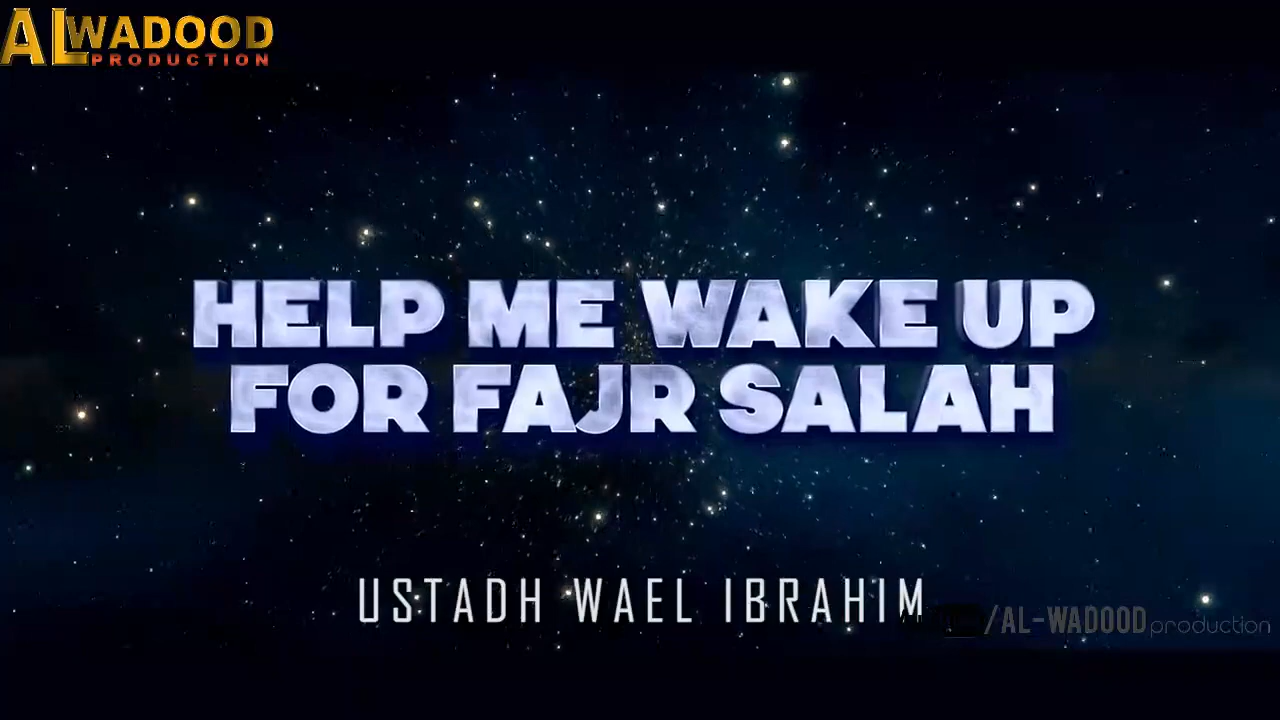 ALWADOOD
PRODUCTION
HELP ME WAKE UP
FOR FAJR SALAH
USTADH WAEL IBRAHIM
/AL-WADOOD production